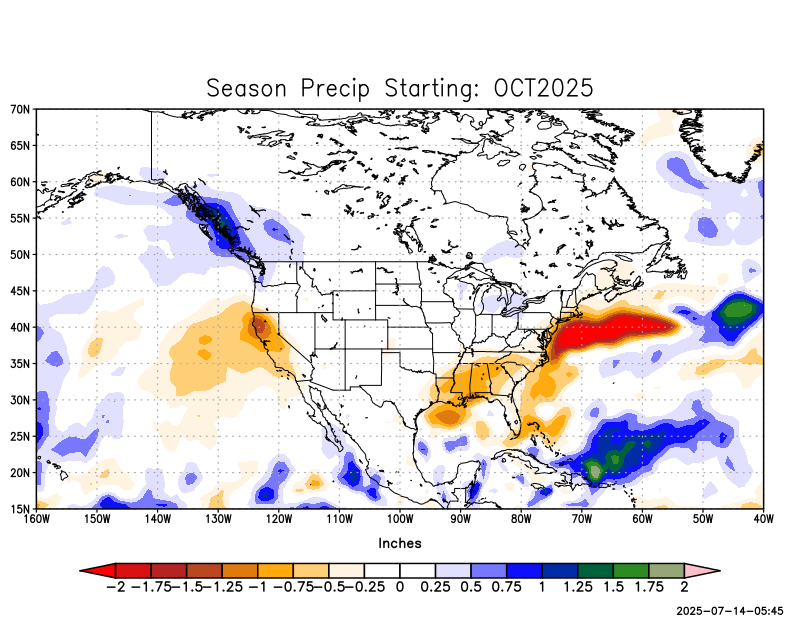 Season Precip Starting: OCT2025
70N
65N
60N
55N
50N
45N
40N
35N
30N
25N
20N
15N
160W 150W 140W 130W 120W 110W 100W 90W 80W 70W 60W 50W 40W
Inches
−2 −1.75 −1.5 −1.25 −1 −0.75 −0.5 −0.25 0 0.25 0.5 0.75 1 1.25 1.5 1.75 2
2025-07-14-05:45